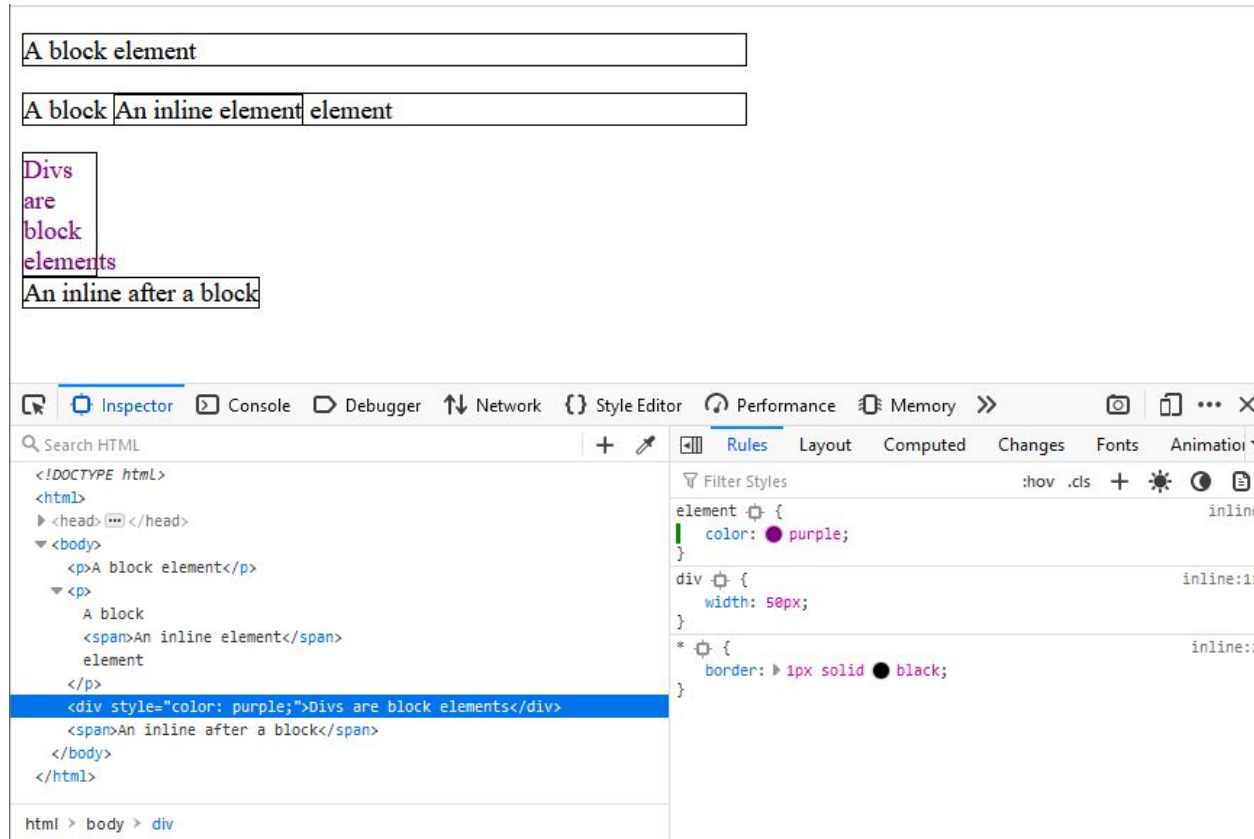 A block element
A block An inline element element
Divs
are
block
elements
An inline after a block
Inspector Console Debugger Network {} Style Editor Performance Memory
Search HTML
Rules Layout Computed Changes Fonts
Filter Styles :hov .cls
<!DOCTYPE html>
<html>
<head> ••• </head>
<body>
<p>A block element</p>
<p>
A block
<span>An inline element</span>
element
</p>
<div style="color: purple;">Divs are block elements</div>
<span>An inline after a block</span>
</body>
</html>
html > body > div
element { inline
color: purple;
}
div { inline:1
width: 50px;
}
* { inline:
border: 1px solid black;
}